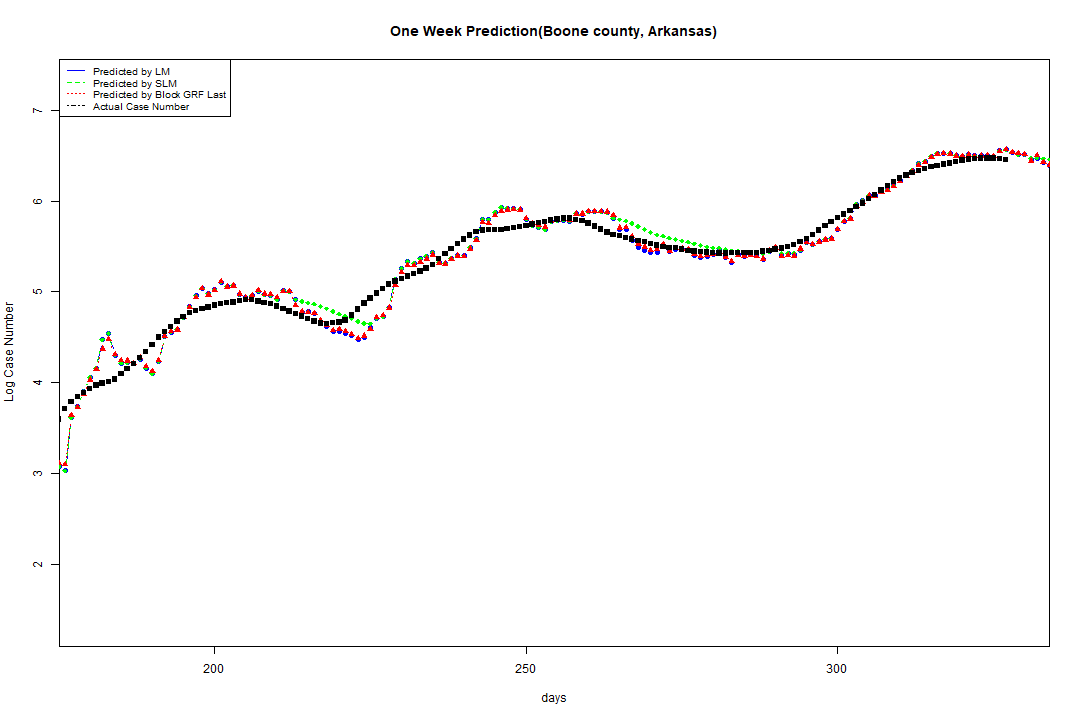 One Week Prediction(Boone county, Arkansas)
Predicted by LM
Predicted by SLM
Predicted by Block GRF Last
Actual Case Number
7
6
5
4
3
2
Log Case Number
200 250 300
days